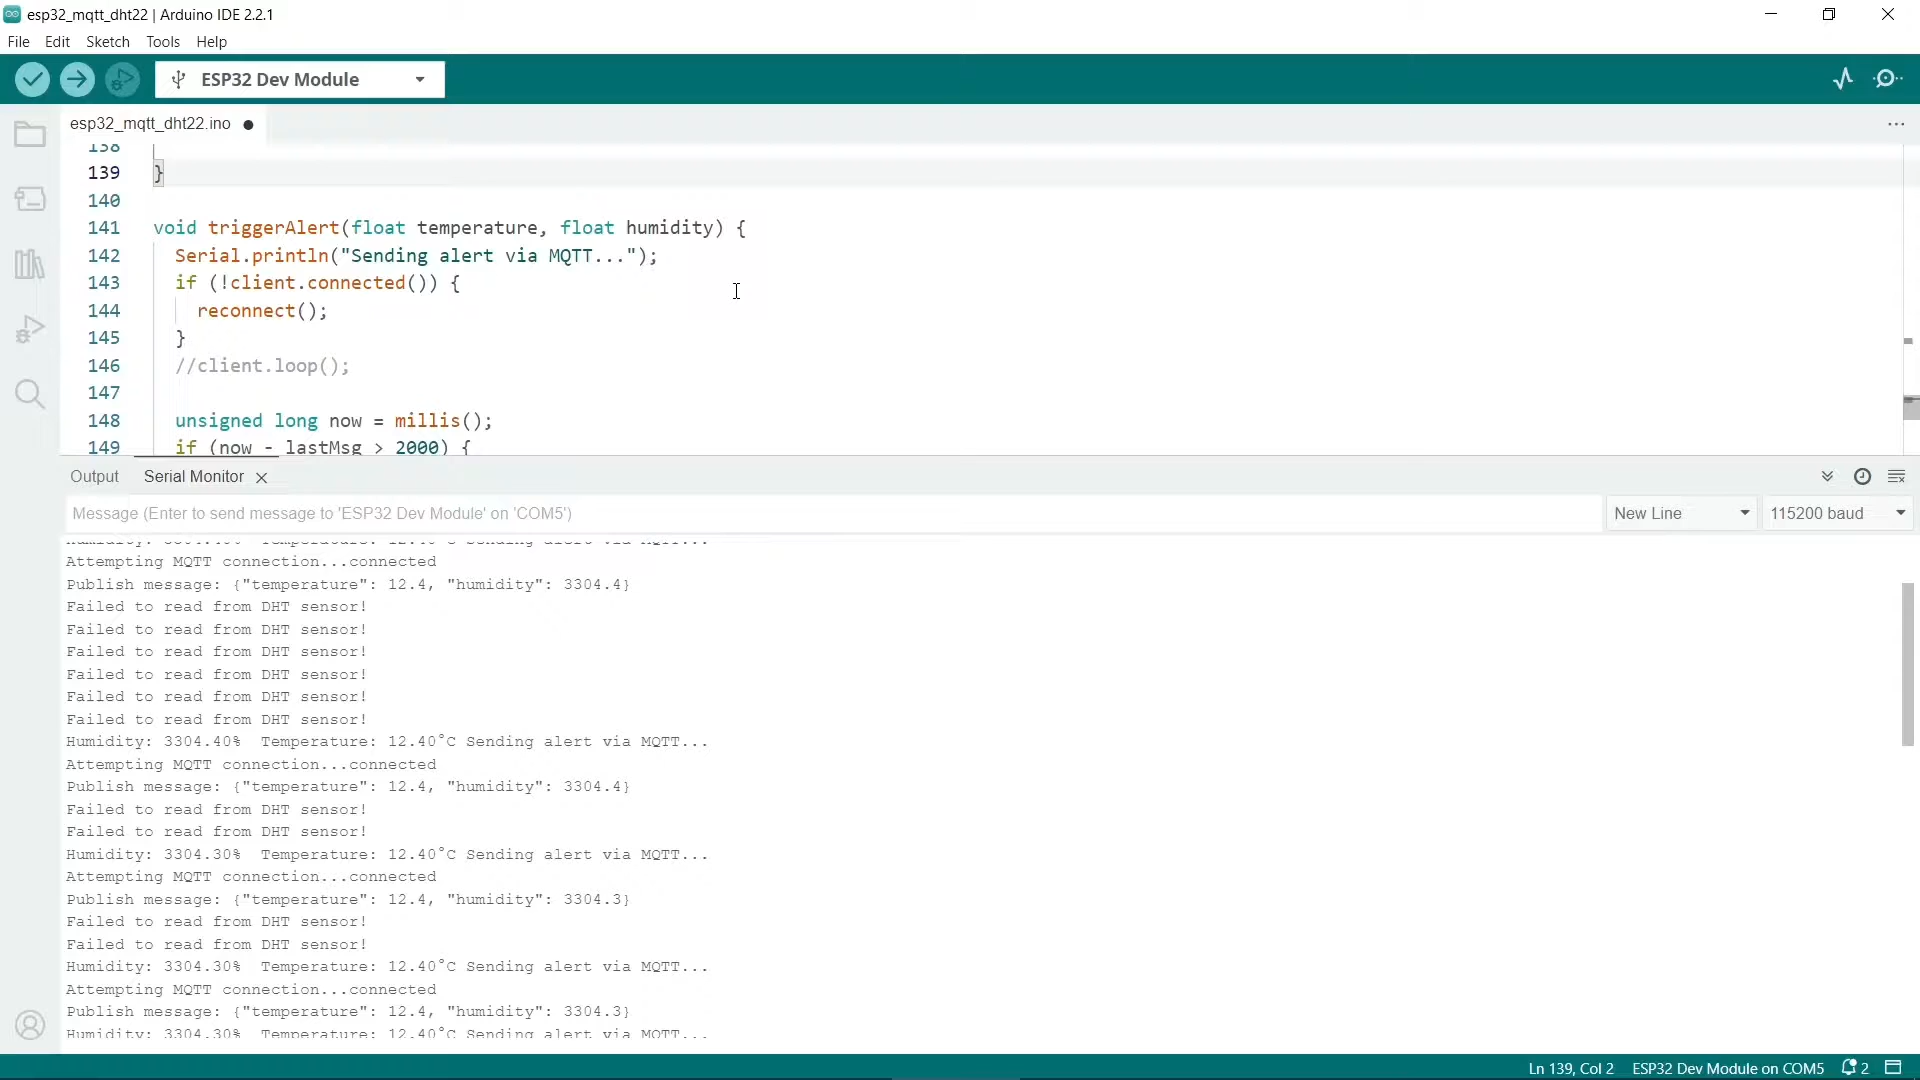 esp32_mqtt_dht22 | Arduino IDE 2.2.1
File Edit Sketch Tools Help
ESP32 Dev Module
esp32_mqtt_dht22.ino
138
139 }
140
141 void triggerAlert(float temperature, float humidity) {
142 Serial.println("Sending alert via MQTT...");
143 if (!client.connected()) {
144 reconnect();
145 }
146 //client.loop();
147
148 unsigned long now = millis();
149 if (now - lastMsg > 2000) {
Output Serial Monitor
Message (Enter to send message to 'ESP32 Dev Module' on 'COM5') New Line 115200 baud
Attempting MQTT connection...connected
Publish message: {"temperature": 12.4, "humidity": 3304.4}
Failed to read from DHT sensor!
Failed to read from DHT sensor!
Failed to read from DHT sensor!
Failed to read from DHT sensor!
Failed to read from DHT sensor!
Failed to read from DHT sensor!
Humidity: 3304.40% Temperature: 12.40°C Sending alert via MQTT...
Attempting MQTT connection...connected
Publish message: {"temperature": 12.4, "humidity": 3304.4}
Failed to read from DHT sensor!
Failed to read from DHT sensor!
Humidity: 3304.30% Temperature: 12.40°C Sending alert via MQTT...
Attempting MQTT connection...connected
Publish message: {"temperature": 12.4, "humidity": 3304.3}
Failed to read from DHT sensor!
Failed to read from DHT sensor!
Humidity: 3304.30% Temperature: 12.40°C Sending alert via MQTT...
Attempting MQTT connection...connected
Publish message: {"temperature": 12.4, "humidity": 3304.3}
Humidity: 3304.30% Temperature: 12.40°C Sending alert via MQTT...
Ln 139, Col 2 ESP32 Dev Module on COM5 2